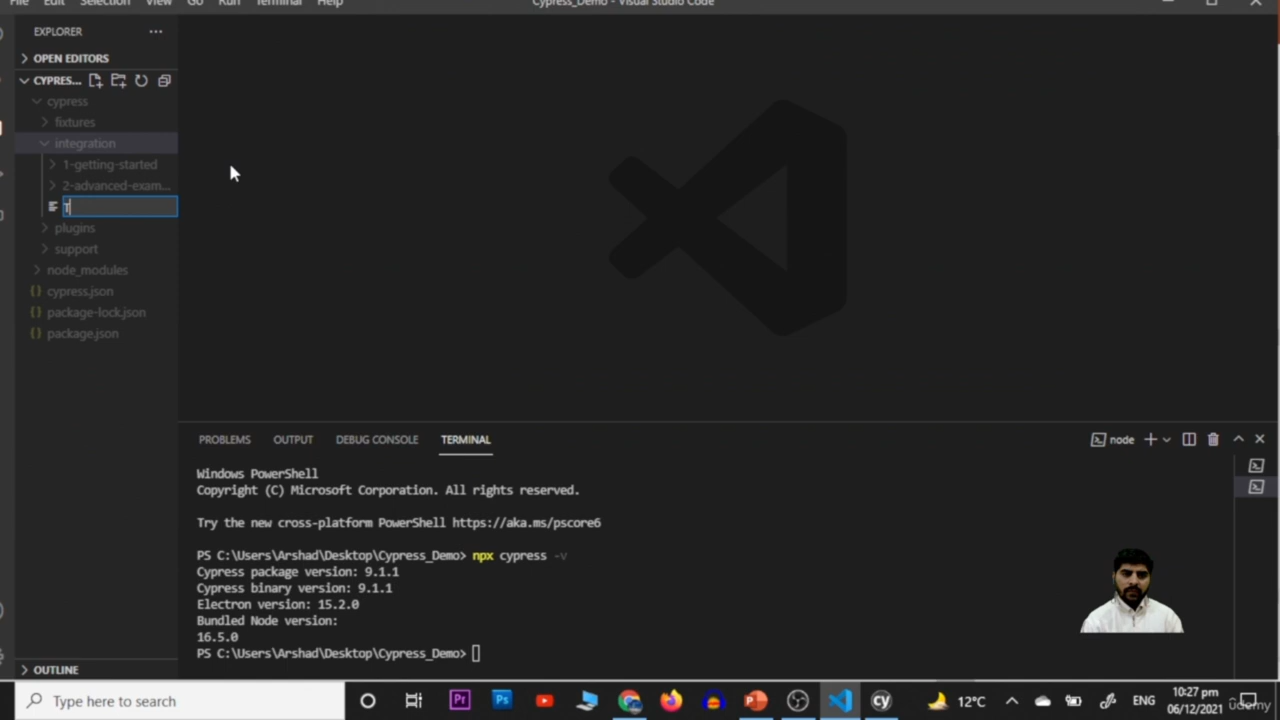 File Edit Selection View Go Run Terminal Help
Cypress_Demo - Visual Studio Code
EXPLORER
OPEN EDITORS
CYPRES...
cypress
fixtures
integration
1-getting-started
2-advanced-exam...
T
plugins
support
node_modules
{} cypress.json
{} package-lock.json
{} package.json
OUTLINE
PROBLEMS OUTPUT DEBUG CONSOLE TERMINAL
node
Windows PowerShell
Copyright (C) Microsoft Corporation. All rights reserved.
Try the new cross-platform PowerShell https://aka.ms/pscore6
PS C:\Users\Arshad\Desktop\Cypress_Demo> npx cypress -v
Cypress package version: 9.1.1
Cypress binary version: 9.1.1
Electron version: 15.2.0
Bundled Node version:
16.5.0
PS C:\Users\Arshad\Desktop\Cypress_Demo>
Type here to search
Pr
Ps
cy
12°C
ENG
10:27 pm
06/12/2021
ûdemy